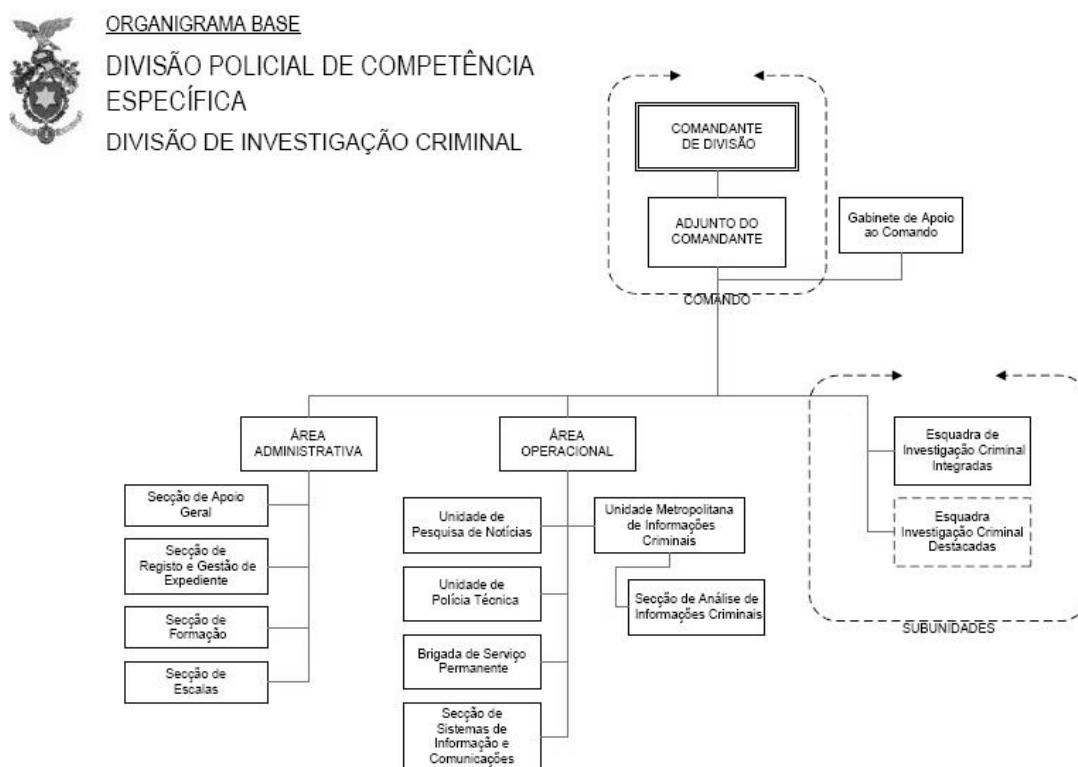 ORGANIGRAMA BASE
DIVISÃO POLICIAL DE COMPETÊNCIA
ESPECÍFICA
DIVISÃO DE INVESTIGAÇÃO CRIMINAL
COMANDANTE
DE DIVISÃO
ADJUNTO DO
COMANDANTE
Gabinete de Apoio
ao Comando
COMANDO
ÁREA
ADMINISTRATIVA
ÁREA
OPERACIONAL
Secção de Apoio
Geral
Secção de
Registo e Gestão de
Expediente
Secção de
Formação
Secção de
Escalas
Unidade de
Pesquisa de Notícias
Unidade de
Polícia Técnica
Brigada de Serviço
Permanente
Secção de
Sistemas de
Informação e
Comunicações
Unidade Metropolitana
de Informações
Criminais
Secção de Análise de
Informações Criminais
Esquadra de
Investigação Criminal
Integradas
Esquadra
Investigação Criminal
Destacadas
SUBUNIDADES